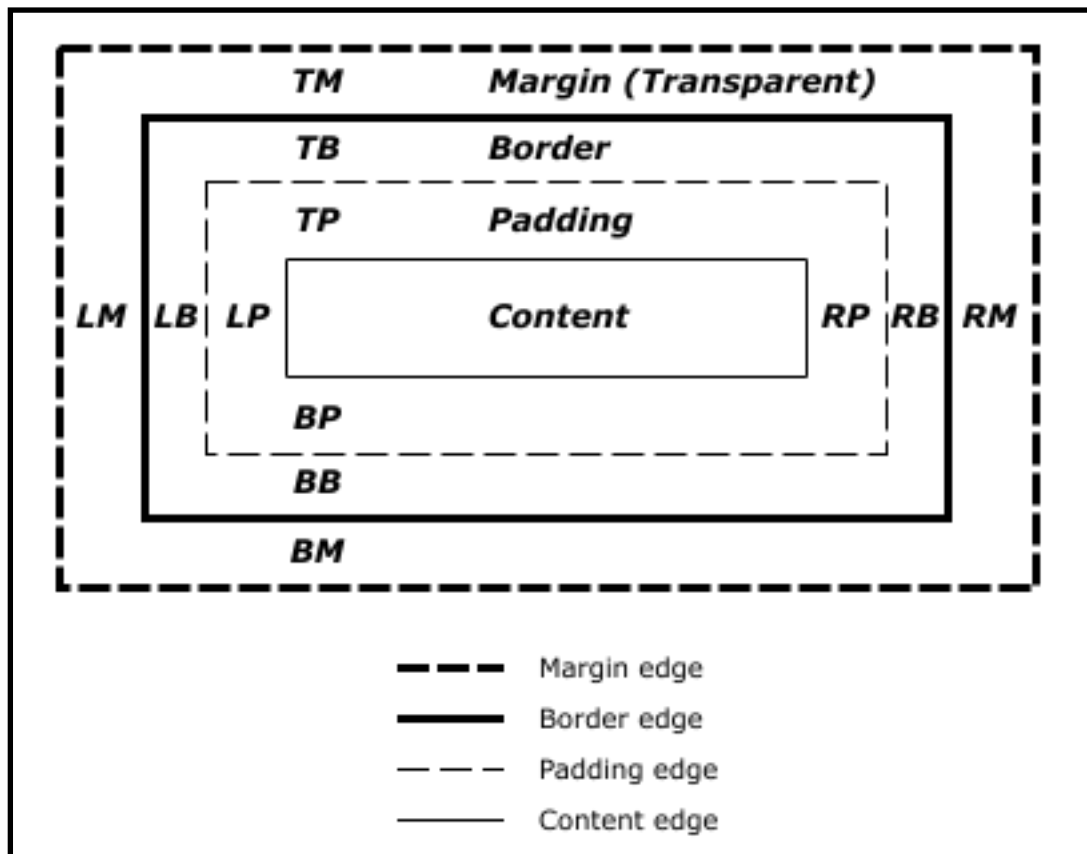 TM Margin (Transparent)
TB Border
TP Padding
LM LB LP Content RP RB RM
BP
BB
BM
Margin edge
Border edge
Padding edge
Content edge